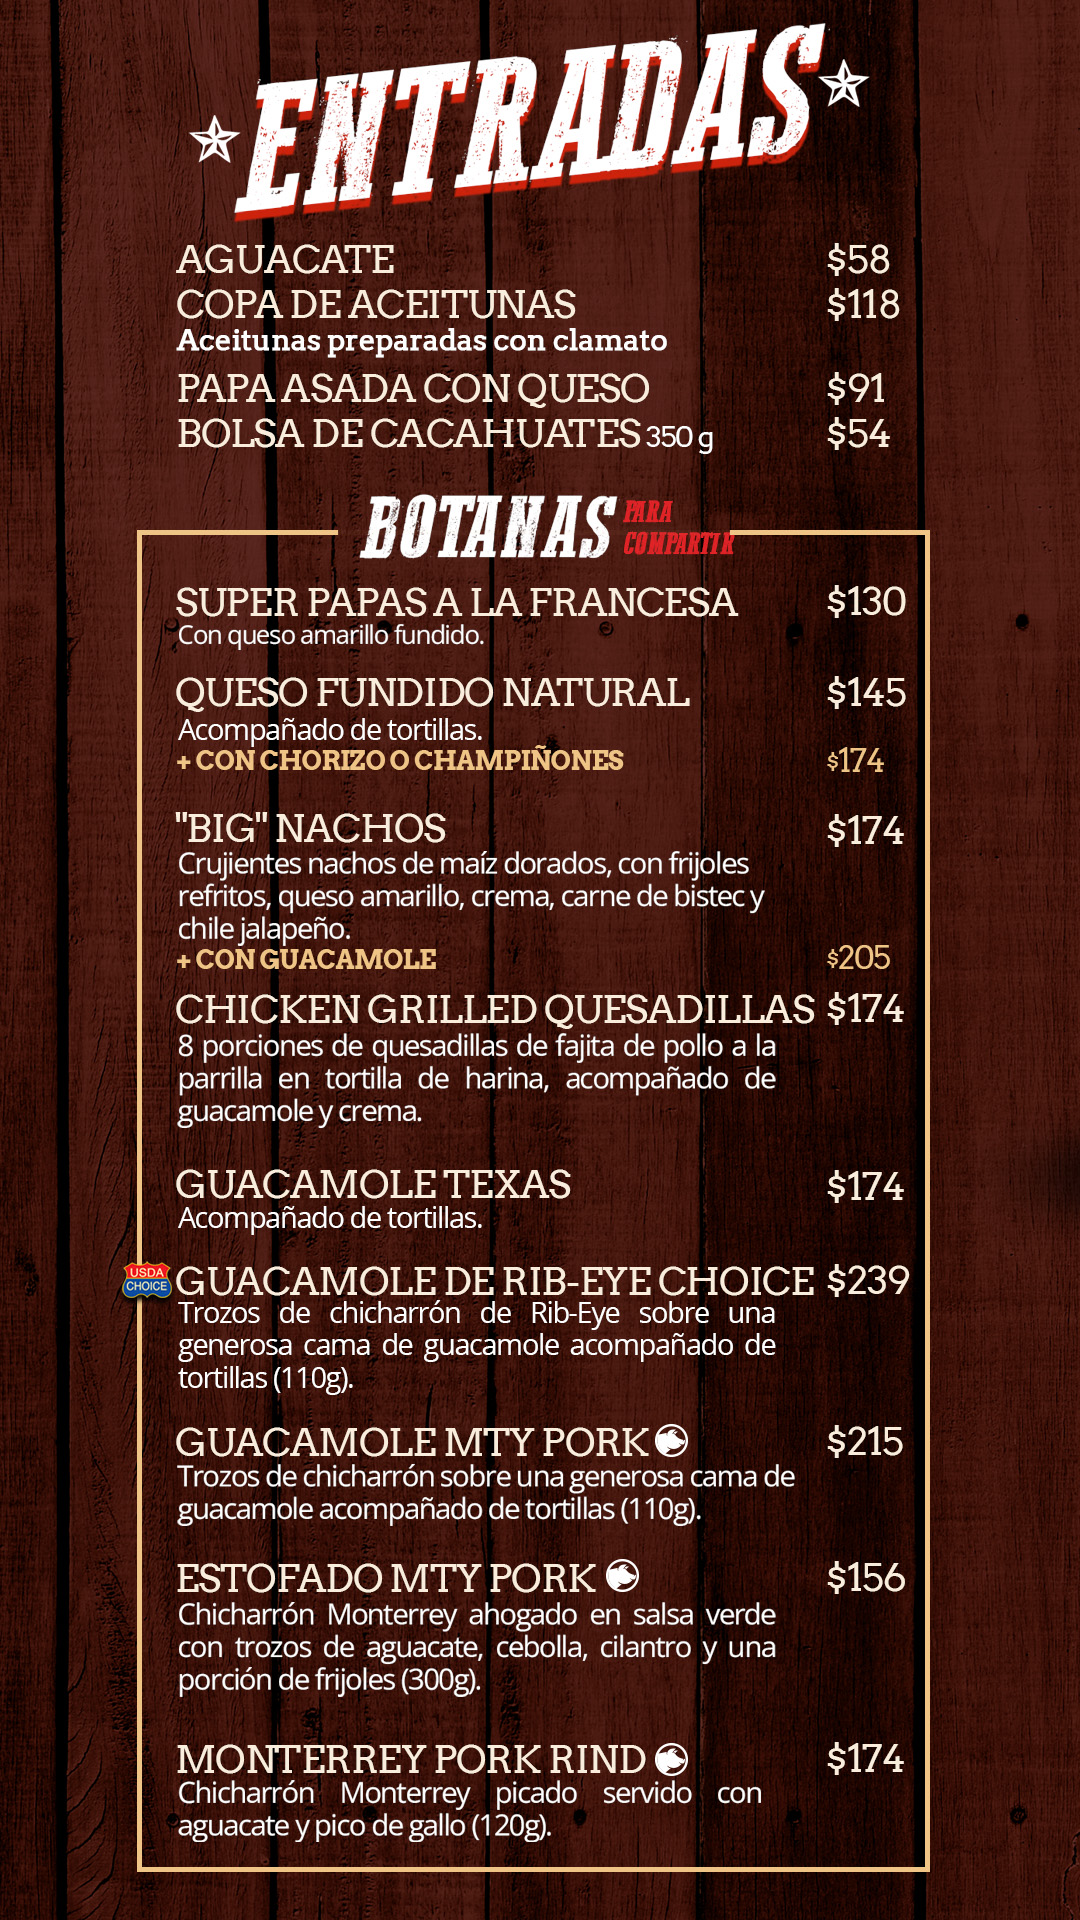 ENTRADAS
AGUACATE $58
COPA DE ACEITUNAS $118
Aceitunas preparadas con clamato
PAPA ASADA CON QUESO $91
BOLSA DE CACAHUATES 350 g $54
BOTANAS PARA COMPARTIR
SUPER PAPAS A LA FRANCESA $130
Con queso amarillo fundido.
QUESO FUNDIDO NATURAL $145
Acompañado de tortillas.
+ CON CHORIZO O CHAMPIÑONES $174
"BIG" NACHOS $174
Crujientes nachos de maíz dorados, con frijoles
refritos, queso amarillo, crema, carne de bistec y
chile jalapeño.
+ CON GUACAMOLE $205
CHICKEN GRILLED QUESADILLAS $174
8 porciones de quesadillas de fajita de pollo a la
parrilla en tortilla de harina, acompañado de
guacamole y crema.
GUACAMOLE TEXAS $174
Acompañado de tortillas.
USDA
CHOICE
GUACAMOLE DE RIB-EYE CHOICE $239
Trozos de chicharrón de Rib-Eye sobre una
generosa cama de guacamole acompañado de
tortillas (110g).
GUACAMOLE MTY PORK $215
Trozos de chicharrón sobre una generosa cama de
guacamole acompañado de tortillas (110g).
ESTOFADO MTY PORK $156
Chicharrón Monterrey ahogado en salsa verde
con trozos de aguacate, cebolla, cilantro y una
porción de frijoles (300g).
MONTERREY PORK RIND $174
Chicharrón Monterrey picado servido con
aguacate y pico de gallo (120g).